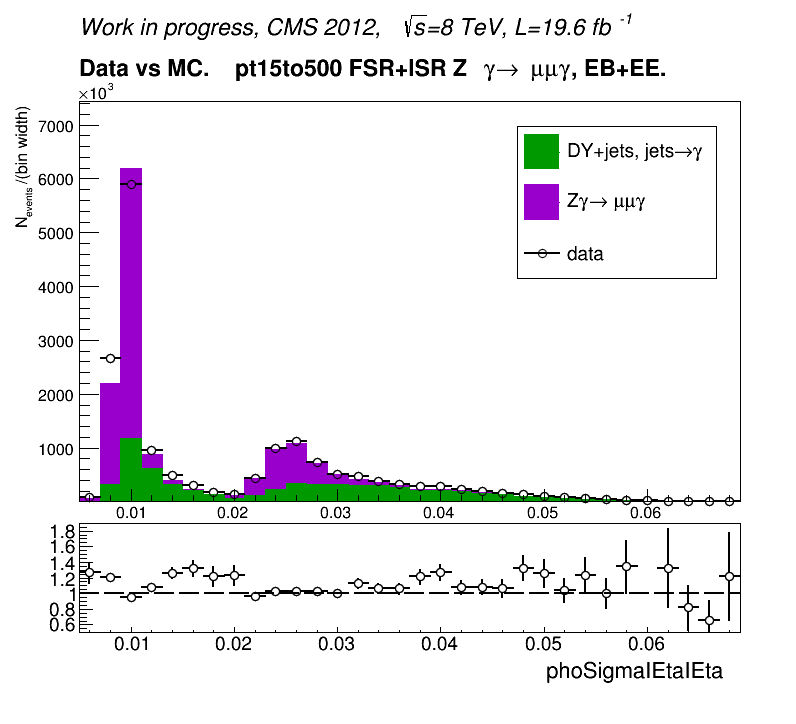 Work in progress, CMS 2012, √s=8 TeV, L=19.6 fb⁻¹
Data vs MC. pt15to500 FSR+ISR Z γ→ μμγ, EB+EE.
×10³
N_events/(bin width)
7000
6000
5000
4000
3000
2000
1000
DY+jets, jets→γ
Zγ→ μμγ
data
0.01 0.02 0.03 0.04 0.05 0.06
1.8
1.6
1.4
1.2
1
0.8
0.6
0.01 0.02 0.03 0.04 0.05 0.06
phoSigmaIEtaIEta